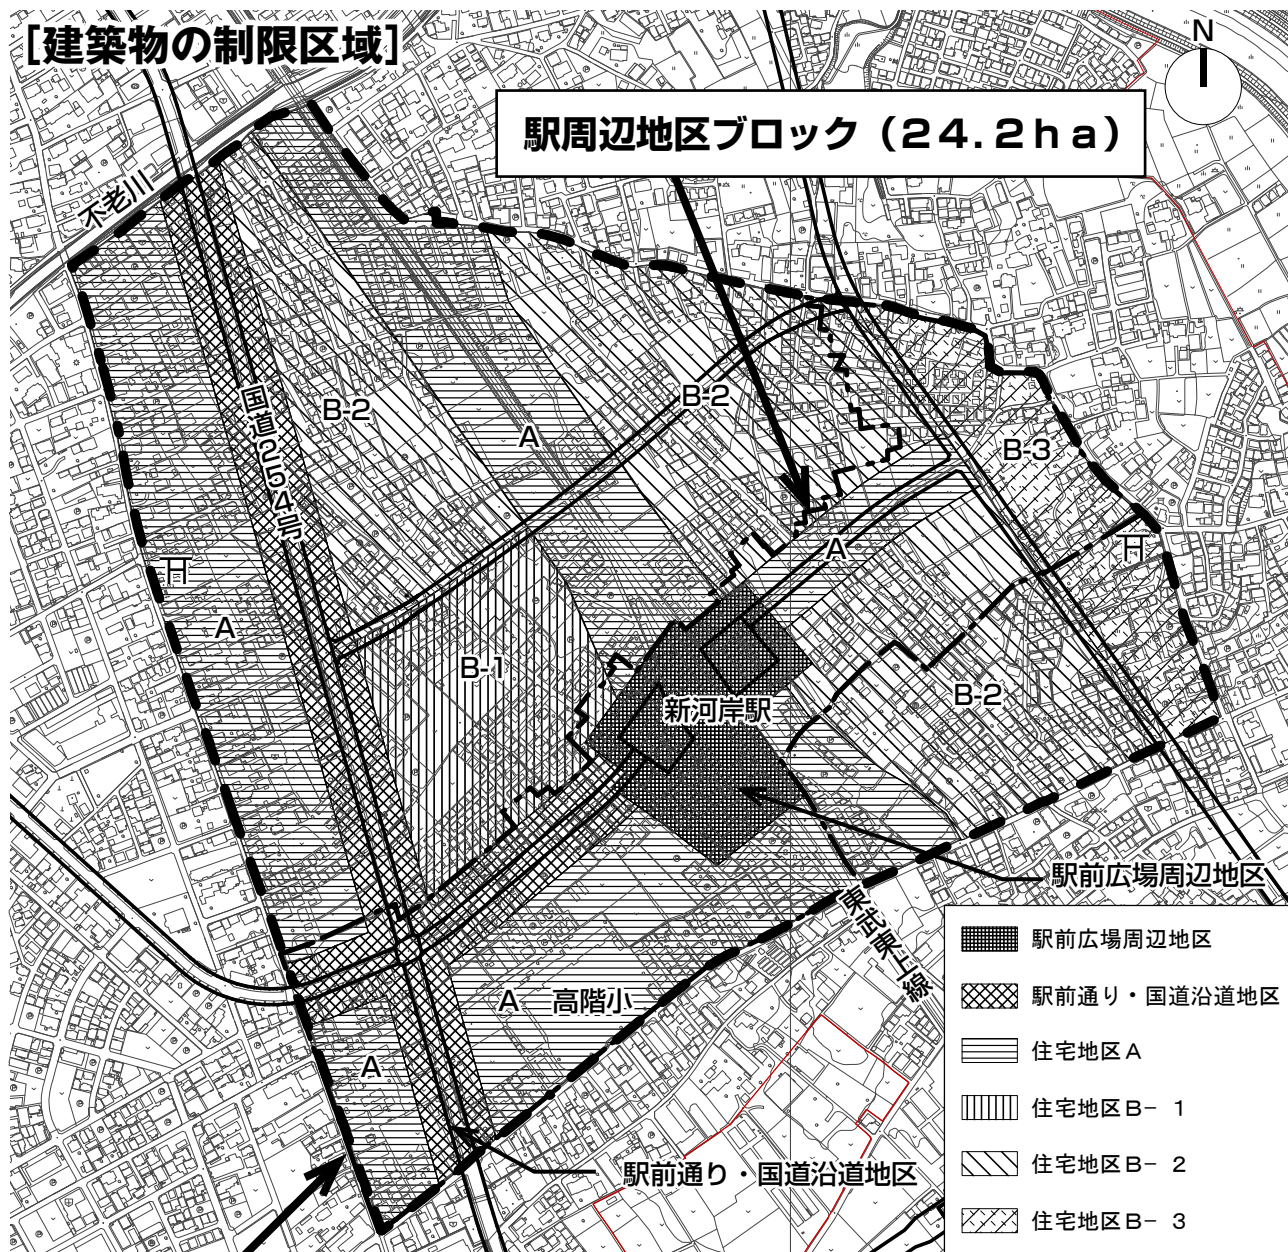 [建築物の制限区域]
N
駅周辺地区ブロック（24.2ha）
不老川
国道254号
B-2
B-2
A
B-3
A
A
B-1
B-2
新河岸駅
駅前広場周辺地区
東武東上線
A 高階小
A
駅前通り・国道沿道地区
駅前広場周辺地区
駅前通り・国道沿道地区
住宅地区A
住宅地区B－1
住宅地区B－2
住宅地区B－3